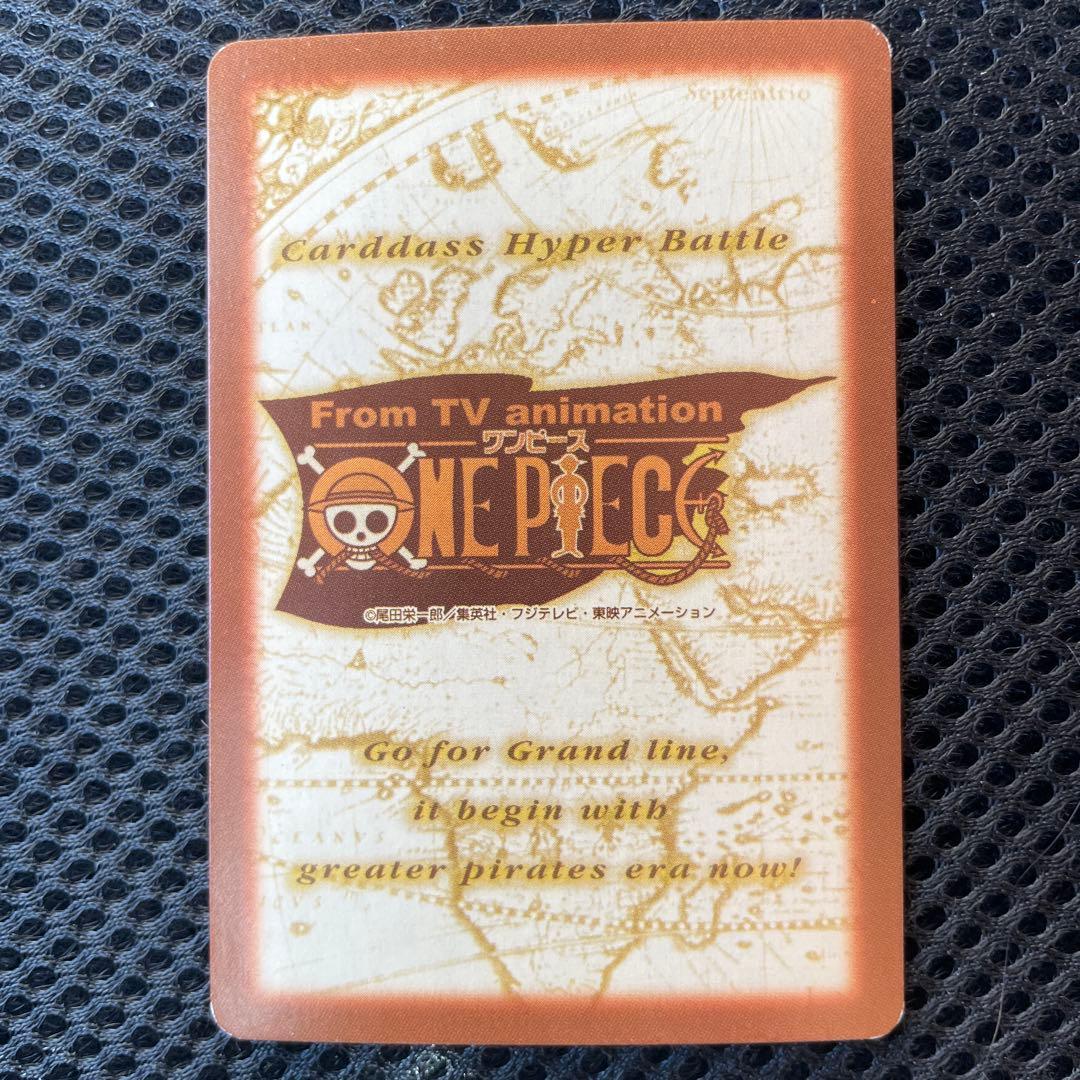 Septentrio
Carddass Hyper Battle
From TV animation
ワンピース
ONE PIECE
©尾田栄一郎／集英社・フジテレビ・東映アニメーション
Go for Grand line,
it begin with
greater pirates era now!